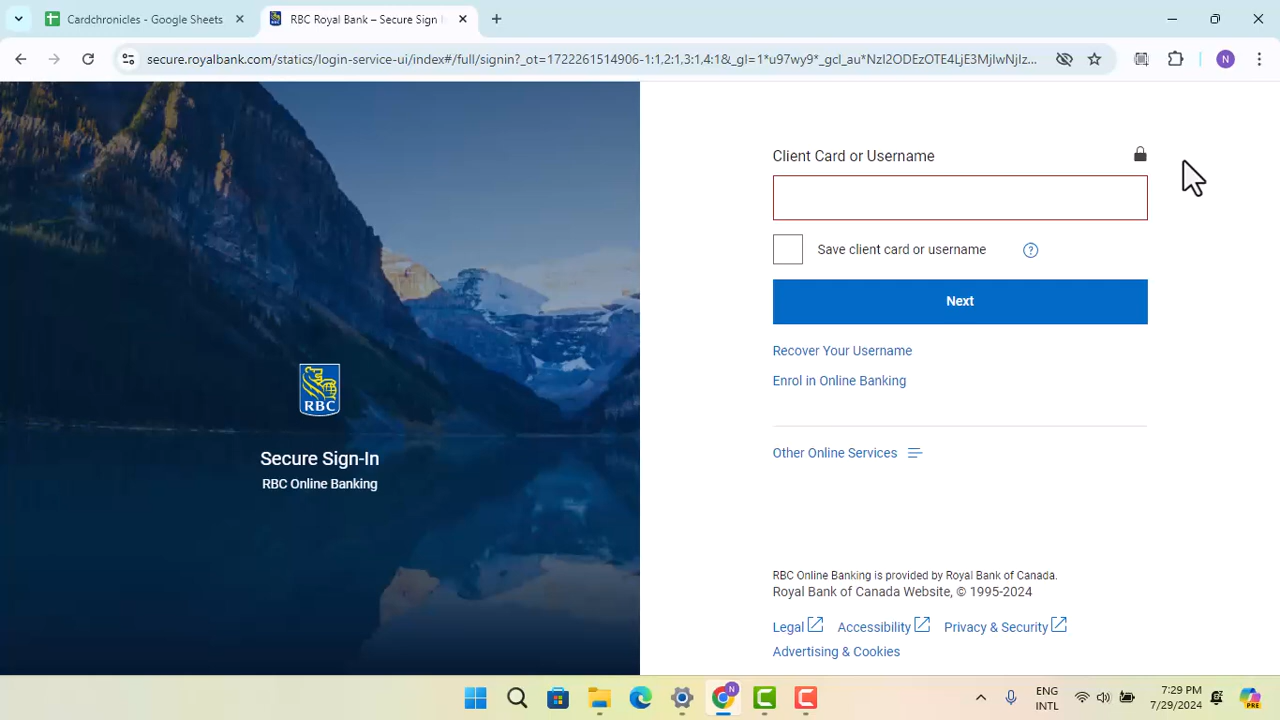 Cardchronicles - Google Sheets
RBC Royal Bank – Secure Sign
secure.royalbank.com/statics/login-service-ui/index#/full/signin?_ot=1722261514906-1:1,2:1,3:1,4:1&_gl=1*u97wy9*_gcl_au*NzI2ODEzOTE4LjE3MjIwNjIz...
N
Client Card or Username
Save client card or username
?
Next
Recover Your Username
Enrol in Online Banking
Other Online Services
RBC
Secure Sign-In
RBC Online Banking
RBC Online Banking is provided by Royal Bank of Canada.
Royal Bank of Canada Website, © 1995-2024
Legal Accessibility Privacy & Security
Advertising & Cookies
N
ENG
INTL
7:29 PM
7/29/2024
PRE